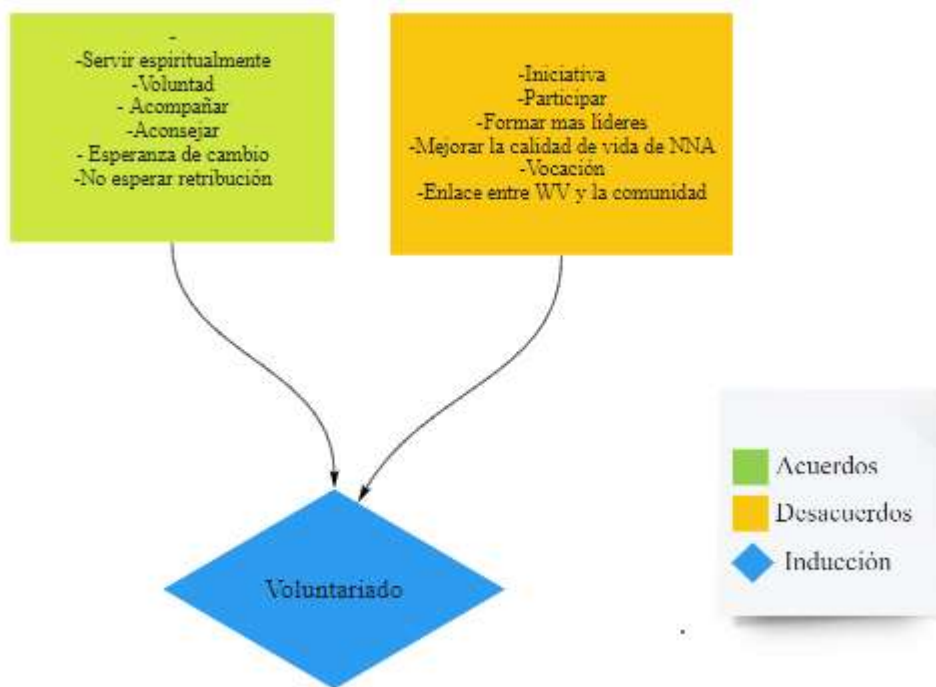 -
-Servir espiritualmente
-Voluntad
- Acompañar
-Aconsejar
- Esperanza de cambio
-No esperar retribución
-Iniciativa
-Participar
-Formar mas líderes
-Mejorar la calidad de vida de NNA
-Vocación
-Enlace entre WV y la comunidad
Voluntariado
Acuerdos
Desacuerdos
Inducción
.